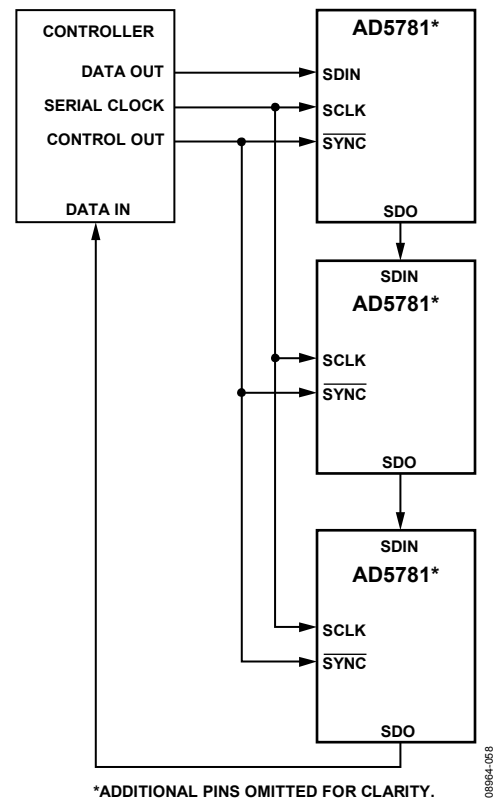 CONTROLLER
DATA OUT
SERIAL CLOCK
CONTROL OUT
DATA IN
AD5781*
SDIN
SCLK
SYNC
SDO
SDIN
AD5781*
SCLK
SYNC
SDO
SDIN
AD5781*
SCLK
SYNC
SDO
*ADDITIONAL PINS OMITTED FOR CLARITY.
08964-058